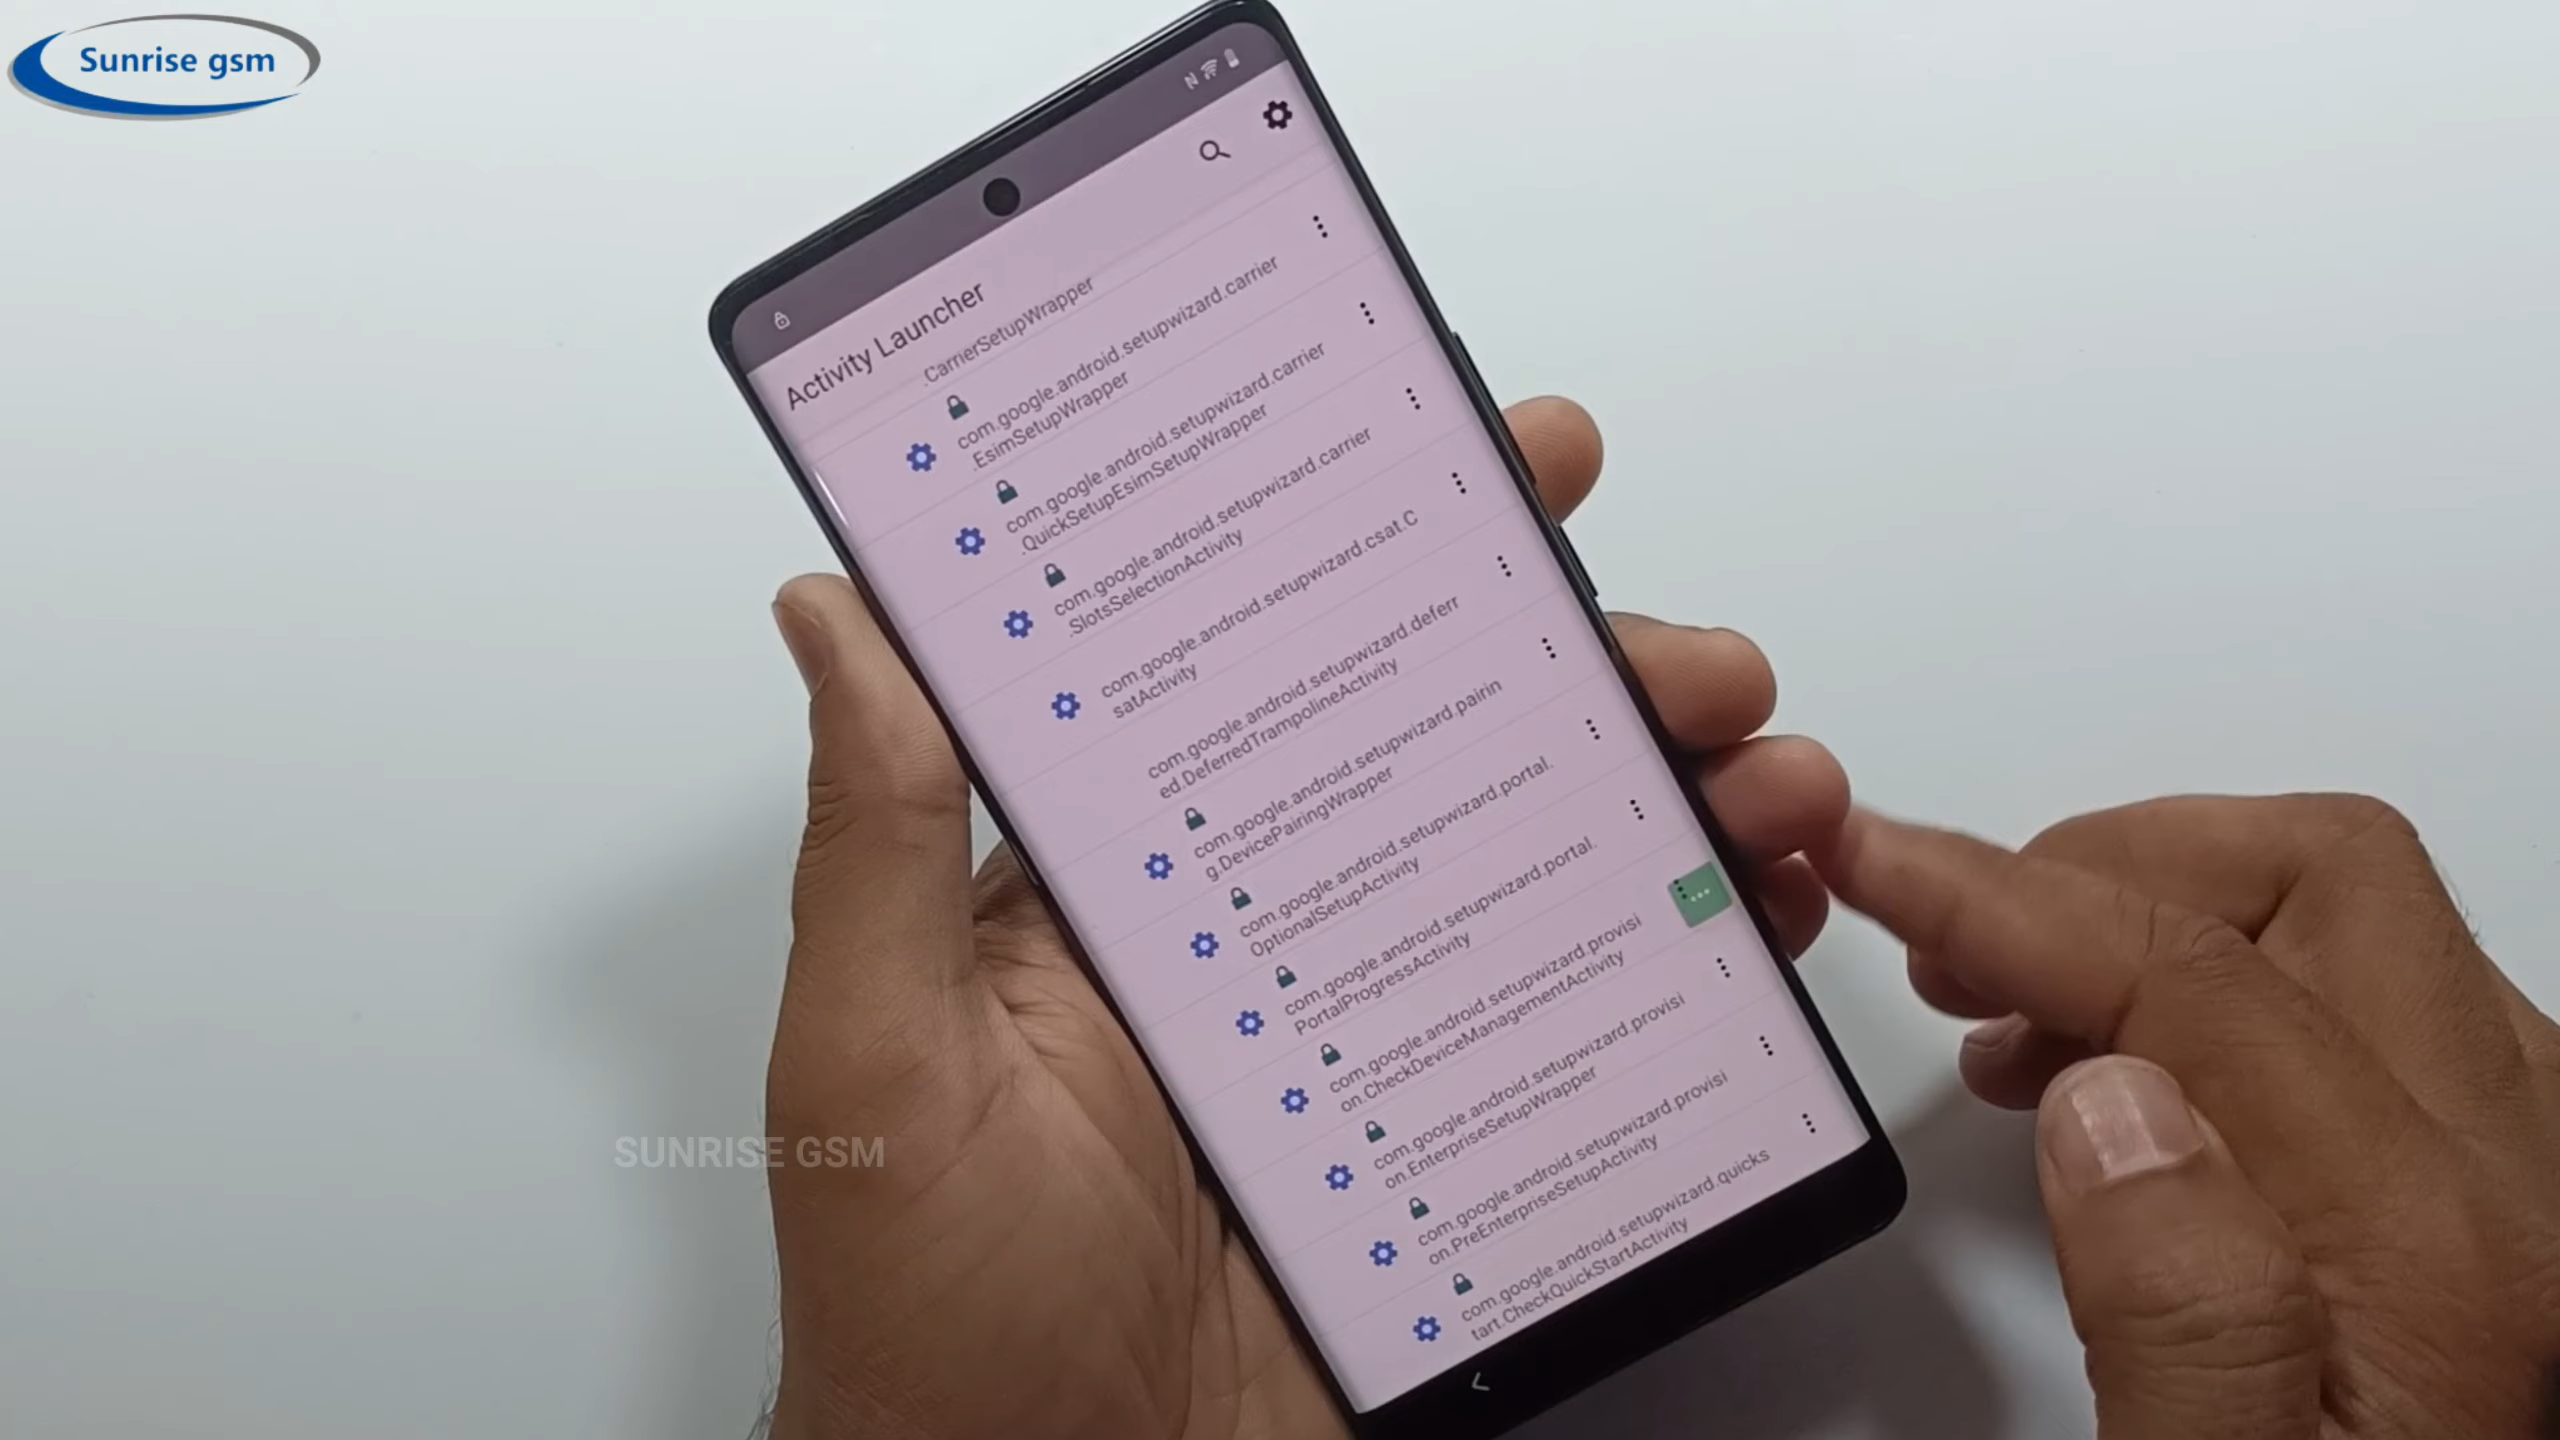 Sunrise gsm
Activity Launcher
.CarrierSetupWrapper
com.google.android.setupwizard.carrier
.EsimSetupWrapper
com.google.android.setupwizard.carrier
.QuickSetupEsimSetupWrapper
com.google.android.setupwizard.carrier
.SlotsSelectionActivity
com.google.android.setupwizard.csat.C
satActivity
com.google.android.setupwizard.deferr
ed.DeferredTrampolineActivity
com.google.android.setupwizard.pairin
g.DevicePairingWrapper
com.google.android.setupwizard.portal.
OptionalSetupActivity
com.google.android.setupwizard.portal.
PortalProgressActivity
com.google.android.setupwizard.provisi
on.CheckDeviceManagementActivity
com.google.android.setupwizard.provisi
on.EnterpriseSetupWrapper
com.google.android.setupwizard.provisi
on.PreEnterpriseSetupActivity
com.google.android.setupwizard.quicks
tart.CheckQuickStartActivity
SUNRISE GSM